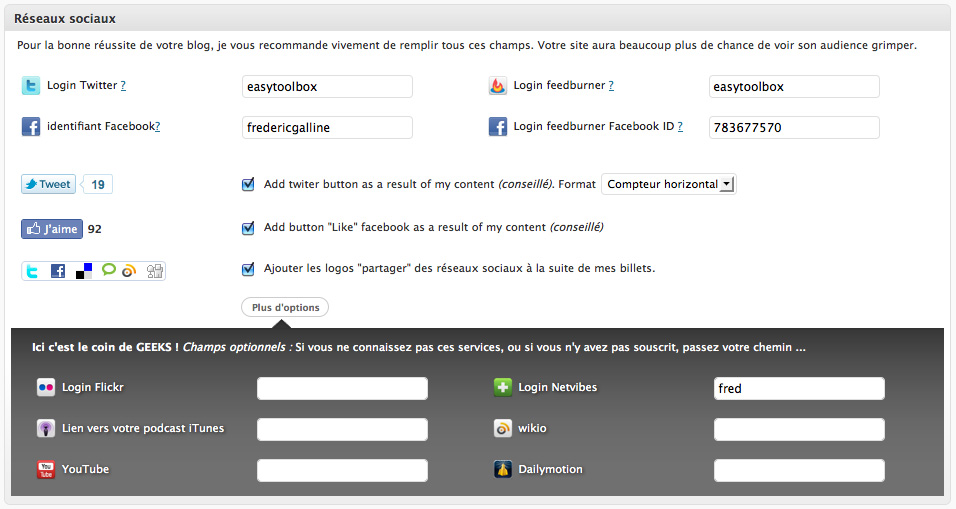 Réseaux sociaux
Pour la bonne réussite de votre blog, je vous recommande vivement de remplir tous ces champs. Votre site aura beaucoup plus de chance de voir son audience grimper.
Login Twitter ? easytoolbox Login feedburner ? easytoolbox
identifiant Facebook? fredericgalline Login feedburner Facebook ID ? 783677570
Tweet 19 Add twiter button as a result of my content (conseillé). Format Compteur horizontal
J'aime 92 Add button "Like" facebook as a result of my content (conseillé)
Ajouter les logos "partager" des réseaux sociaux à la suite de mes billets.
Plus d'options
Ici c'est le coin de GEEKS ! Champs optionnels : Si vous ne connaissez pas ces services, ou si vous n'y avez pas souscrit, passez votre chemin ...
Login Flickr Login Netvibes fred
Lien vers votre podcast iTunes wikio
You Tube YouTube Dailymotion